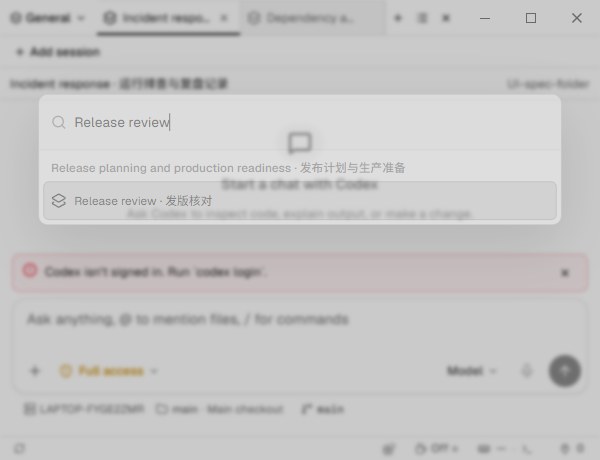 General
Incident respo...
Dependency a...
+ Add session
Incident response · 运行排查与复盘记录
UI-spec-folder
Release review
Release planning and production readiness · 发布计划与生产准备
Start a chat with Codex
Release review · 发版核对
Ask Codex to inspect code, explain output, or make a change.
Codex isn't signed in. Run `codex login`.
Ask anything, @ to mention files, / for commands
Full access
Model
main · Main checkout
main
Off
0